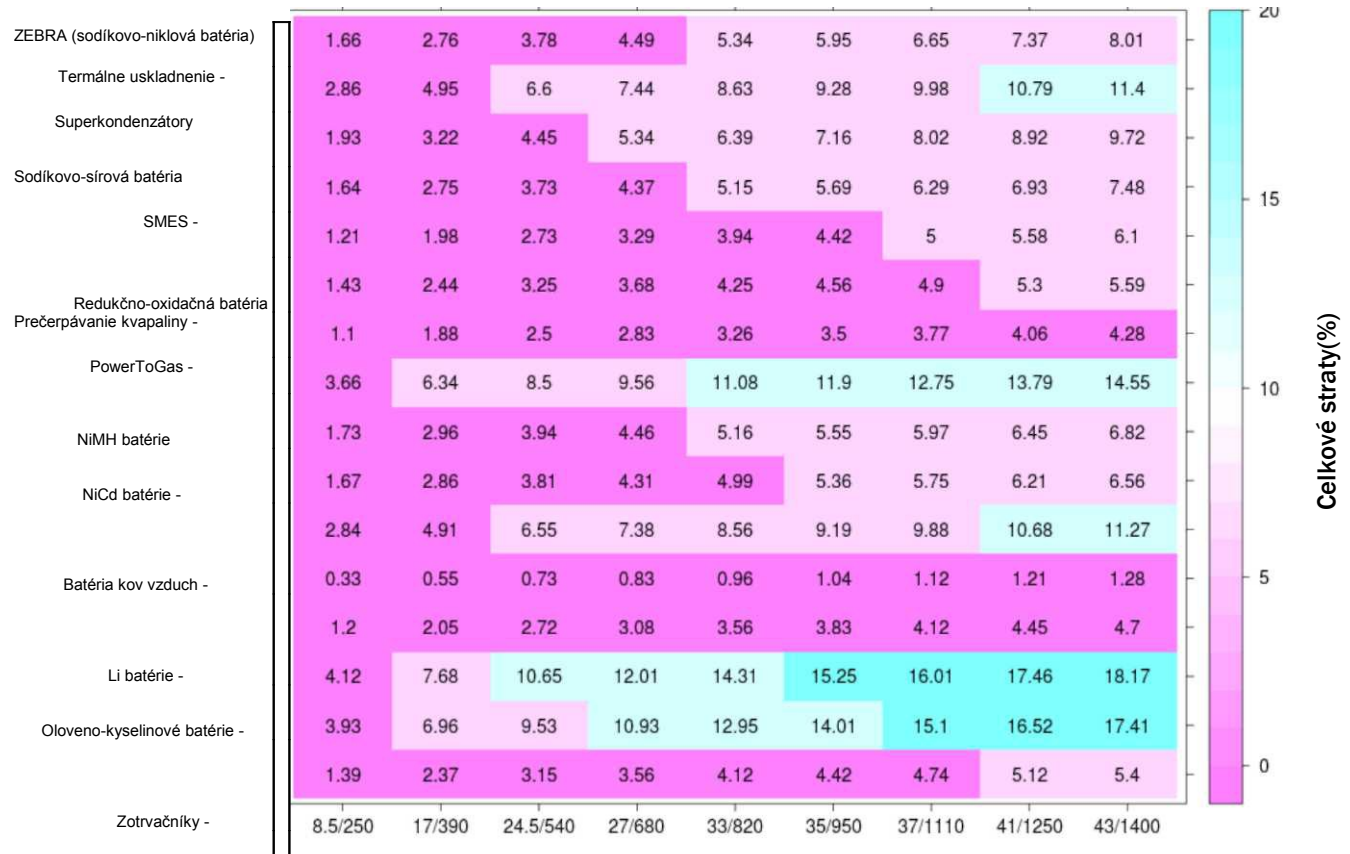 ZEBRA (sodíkovo-niklová batéria)
Termálne uskladnenie -
Superkondenzátory
Sodíkovo-sírová batéria
SMES -
Redukčno-oxidačná batéria
Prečerpávanie kvapaliny -
PowerToGas -
NiMH batérie
NiCd batérie -
Batéria kov vzduch -
Li batérie -
Oloveno-kyselinové batérie -
Zotrvačníky -
1.66 2.76 3.78 4.49 5.34 5.95 6.65 7.37 8.01
2.86 4.95 6.6 7.44 8.63 9.28 9.98 10.79 11.4
1.93 3.22 4.45 5.34 6.39 7.16 8.02 8.92 9.72
1.64 2.75 3.73 4.37 5.15 5.69 6.29 6.93 7.48
1.21 1.98 2.73 3.29 3.94 4.42 5 5.58 6.1
1.43 2.44 3.25 3.68 4.25 4.56 4.9 5.3 5.59
1.1 1.88 2.5 2.83 3.26 3.5 3.77 4.06 4.28
3.66 6.34 8.5 9.56 11.08 11.9 12.75 13.79 14.55
1.73 2.96 3.94 4.46 5.16 5.55 5.97 6.45 6.82
1.67 2.86 3.81 4.31 4.99 5.36 5.75 6.21 6.56
2.84 4.91 6.55 7.38 8.56 9.19 9.88 10.68 11.27
0.33 0.55 0.73 0.83 0.96 1.04 1.12 1.21 1.28
1.2 2.05 2.72 3.08 3.56 3.83 4.12 4.45 4.7
4.12 7.68 10.65 12.01 14.31 15.25 16.01 17.46 18.17
3.93 6.96 9.53 10.93 12.95 14.01 15.1 16.52 17.41
1.39 2.37 3.15 3.56 4.12 4.42 4.74 5.12 5.4
8.5/250 17/390 24.5/540 27/680 33/820 35/950 37/1110 41/1250 43/1400
20
15
10
5
0
Celkové straty(%)